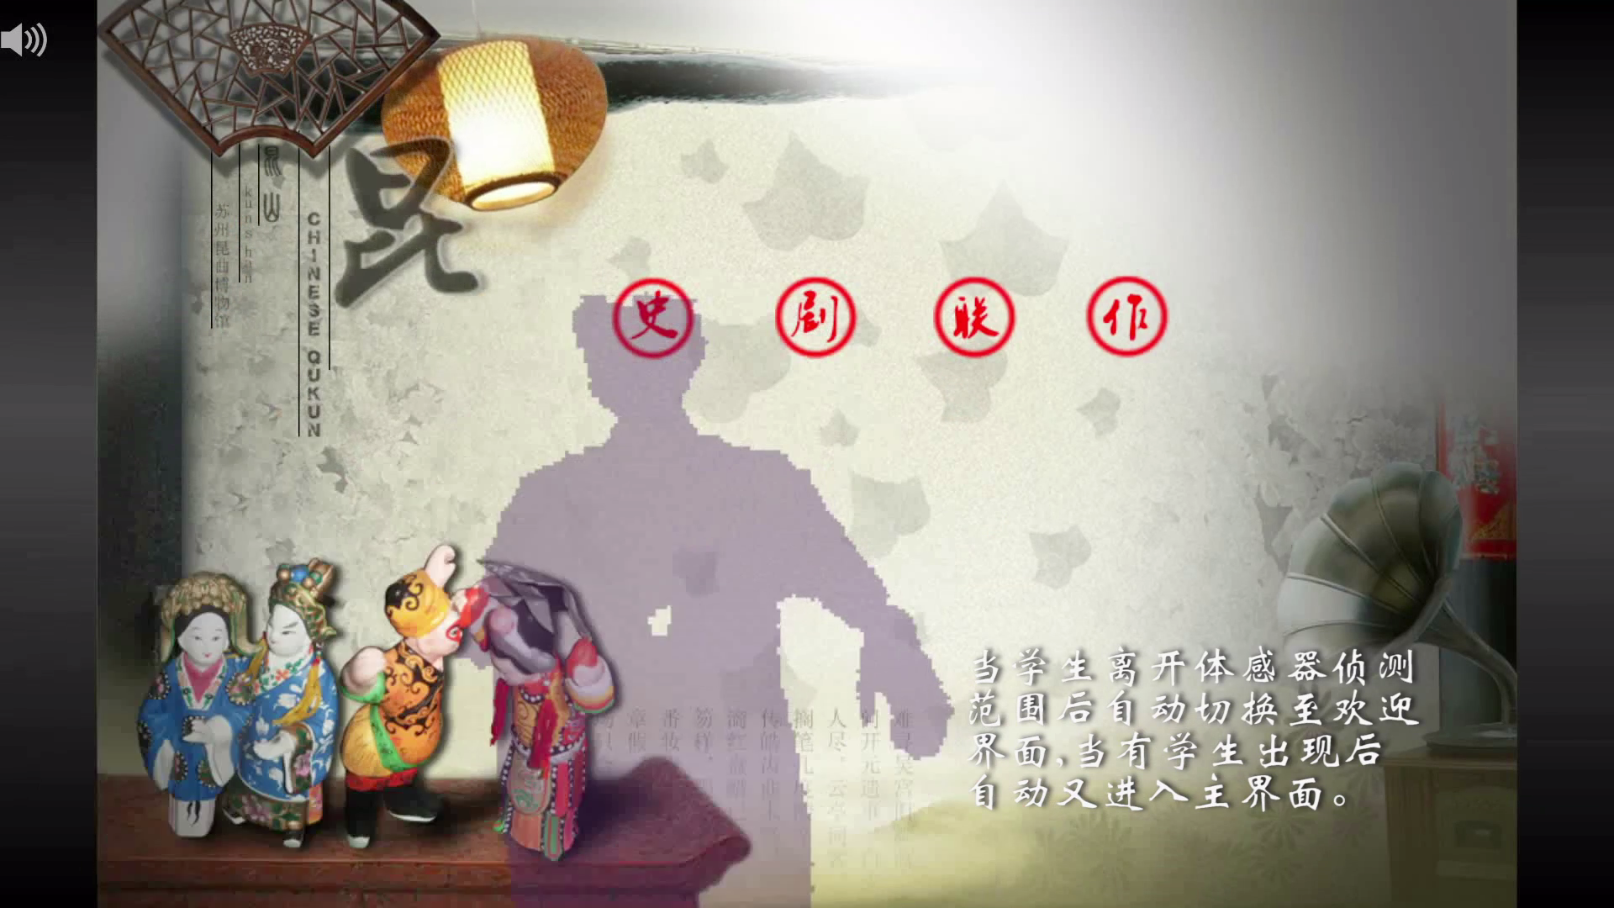 昆
昆山
kunshan
苏州昆曲博物馆
CHINESE QUKUN
史 剧 联 作
当学生离开体感器侦测
范围后自动切换至欢迎
界面,当有学生出现后
自动又进入主界面。